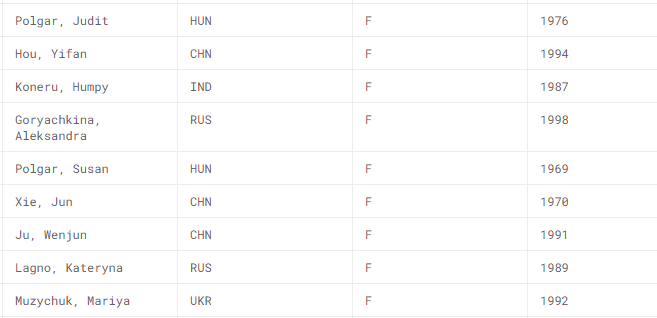 Polgar, Judit HUN F 1976
Hou, Yifan CHN F 1994
Koneru, Humpy IND F 1987
Goryachkina, RUS F 1998
Aleksandra
Polgar, Susan HUN F 1969
Xie, Jun CHN F 1970
Ju, Wenjun CHN F 1991
Lagno, Kateryna RUS F 1989
Muzychuk, Mariya UKR F 1992